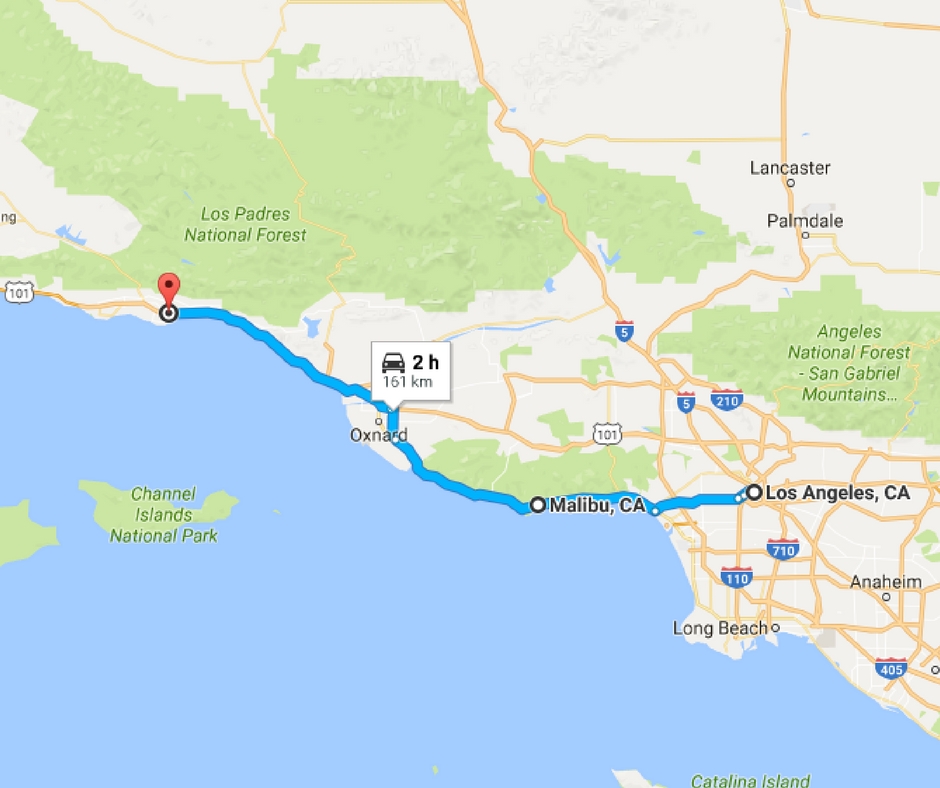 Lancaster
Palmdale
Los Padres
National Forest
ng
101
5
Angeles
National Forest
- San Gabriel
Mountains...
2 h
161 km
5
210
Oxnard
101
Malibu, CA
Los Angeles, CA
Channel
Islands
National Park
710
110
Anaheim
Long Beach
405
Catalina Island